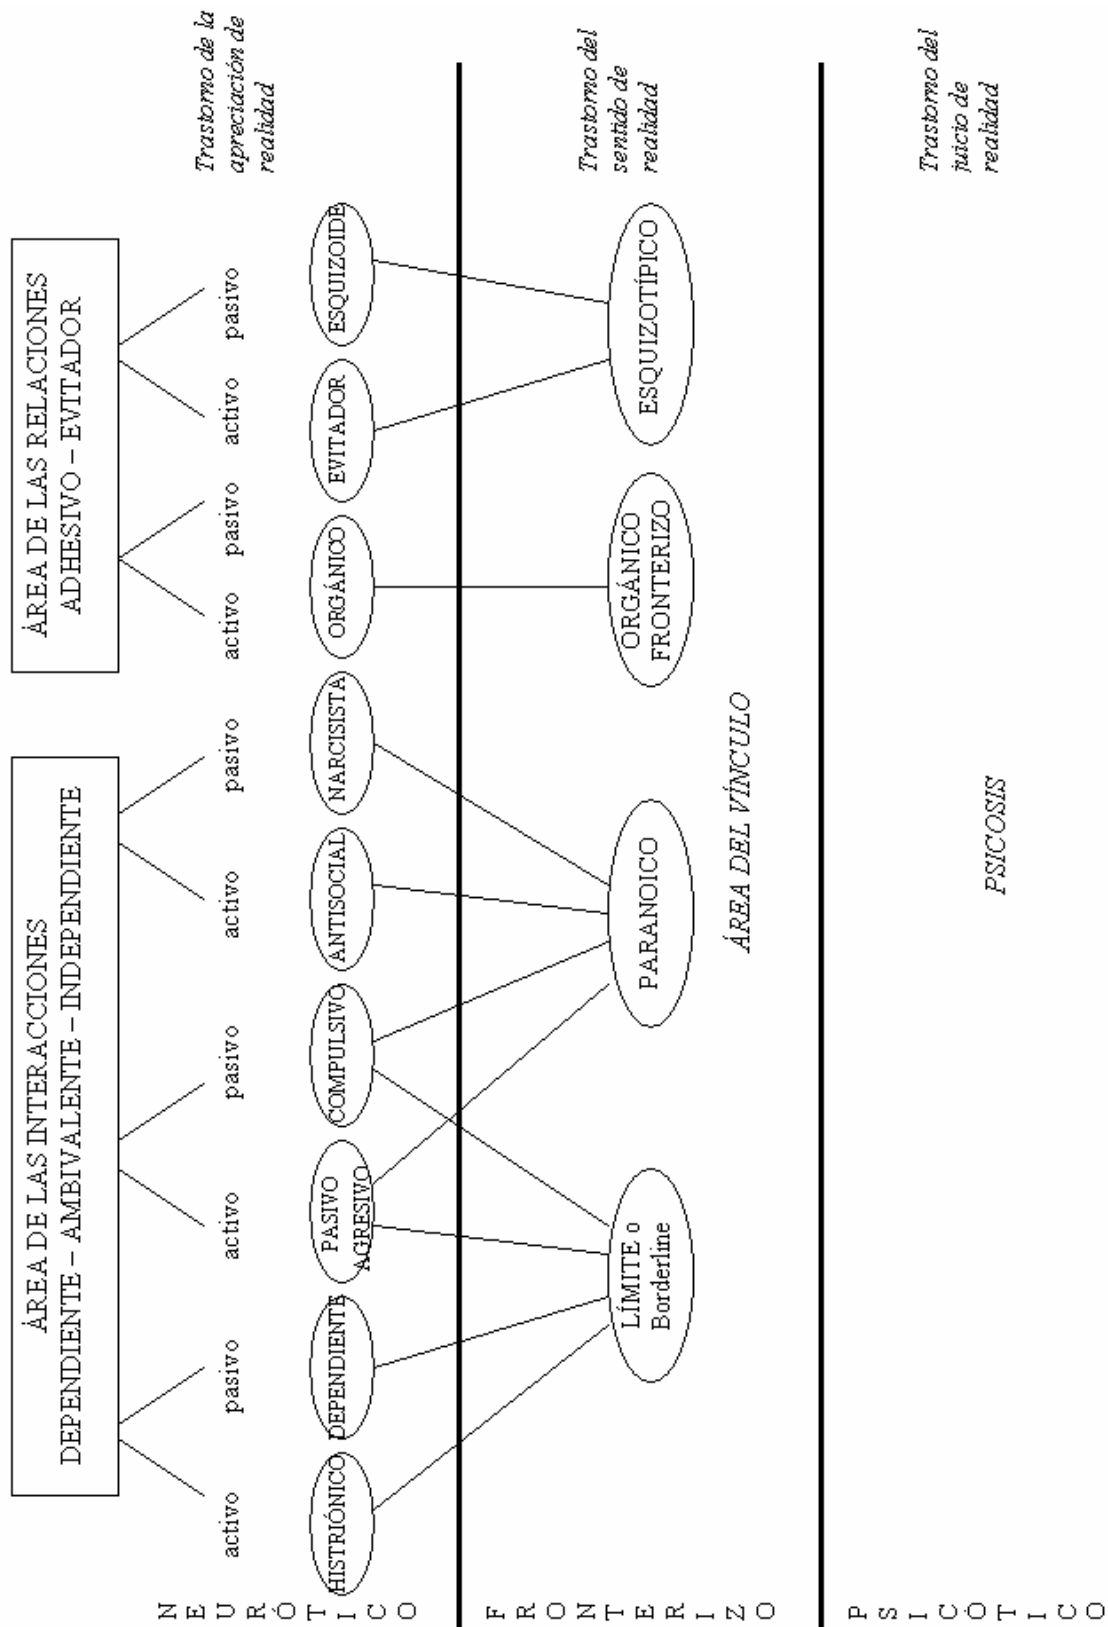 ÁREA DE LAS INTERACCIONES
DEPENDIENTE – AMBIVALENTE – INDEPENDIENTE
ÁREA DE LAS RELACIONES
ADHESIVO – EVITADOR
NEURÓTICO
activo
pasivo
activo
pasivo
activo
pasivo
activo
pasivo
activo
pasivo
Trastorno de la
apreciación de
realidad
HISTRIÓNICO
DEPENDIENTE
PASIVO
AGRESIVO
COMPULSIVO
ANTISOCIAL
NARCISISTA
ORGÁNICO
EVITADOR
ESQUIZOIDE
FRONTERIZO
LÍMITE o
Borderline
PARANOICO
ORGÁNICO
FRONTERIZO
ESQUIZOTÍPICO
Trastorno del
sentido de
realidad
ÁREA DEL VÍNCULO
PSICÓTICO
PSICOSIS
Trastorno del
juicio de
realidad